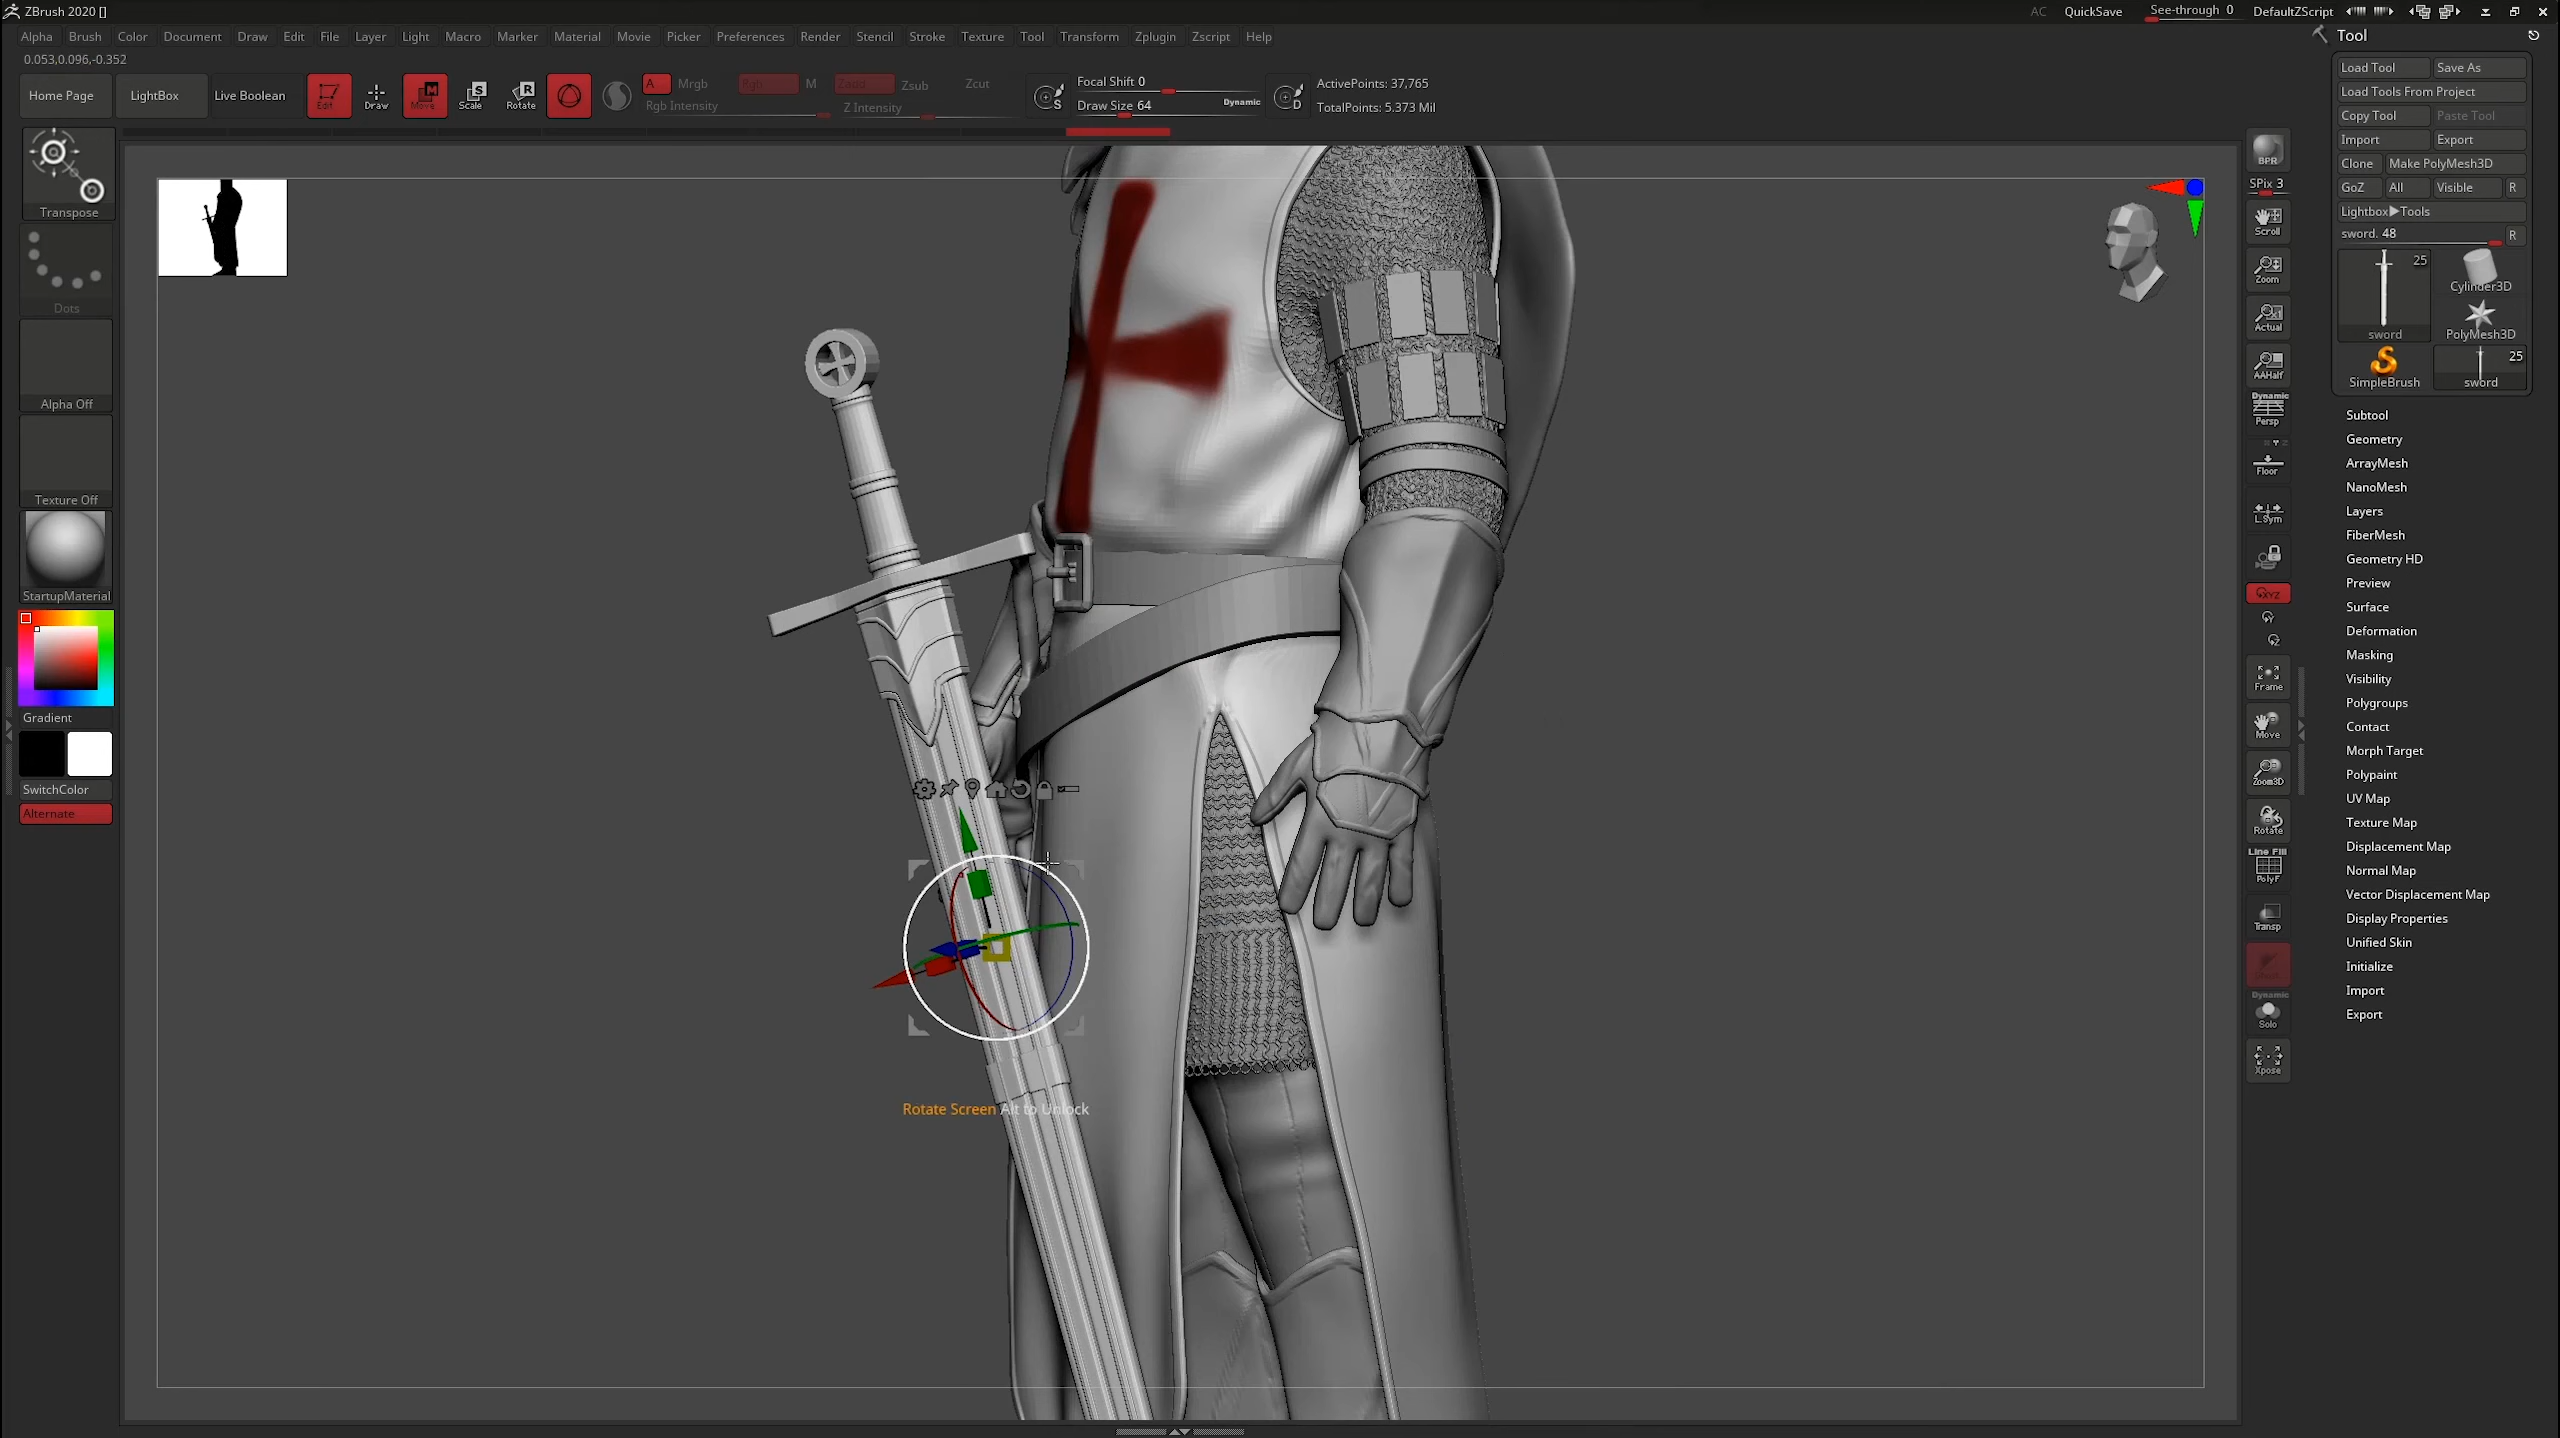 ZBrush 2020 []
AC QuickSave See-through 0 DefaultZScript
Alpha Brush Color Document Draw Edit File Layer Light Macro Marker Material Movie Picker Preferences Render Stencil Stroke Texture Tool Transform Zplugin Zscript Help
0.053,0.096,-0.352
Home Page LightBox Live Boolean
Edit Draw Move Scale Rotate
M S R
A Mrgb Rgb M Zadd Zsub Zcut
Rgb Intensity Z Intensity
S Focal Shift 0
Draw Size 64 Dynamic
D ActivePoints: 37,765
TotalPoints: 5.373 Mil
Transpose
Dots
Alpha Off
Texture Off
StartupMaterial
Gradient
SwitchColor
Alternate
Rotate Screen Alt to Unlock
BPR
SPix 3
Scroll
Zoom
Actual
AAHalf
Dynamic
Persp
Floor
L.Sym
XYZ
Y
Z
Frame
Move
Zoom3D
Rotate
Line Fill
PolyF
Transp
Dynamic
Solo
Xpose
Tool
Load Tool Save As
Load Tools From Project
Copy Tool Paste Tool
Import Export
Clone Make PolyMesh3D
GoZ All Visible R
Lightbox▶Tools
sword. 48 R
25
sword
Cylinder3D
PolyMesh3D
SimpleBrush
25
sword
Subtool
Geometry
ArrayMesh
NanoMesh
Layers
FiberMesh
Geometry HD
Preview
Surface
Deformation
Masking
Visibility
Polygroups
Contact
Morph Target
Polypaint
UV Map
Texture Map
Displacement Map
Normal Map
Vector Displacement Map
Display Properties
Unified Skin
Initialize
Import
Export